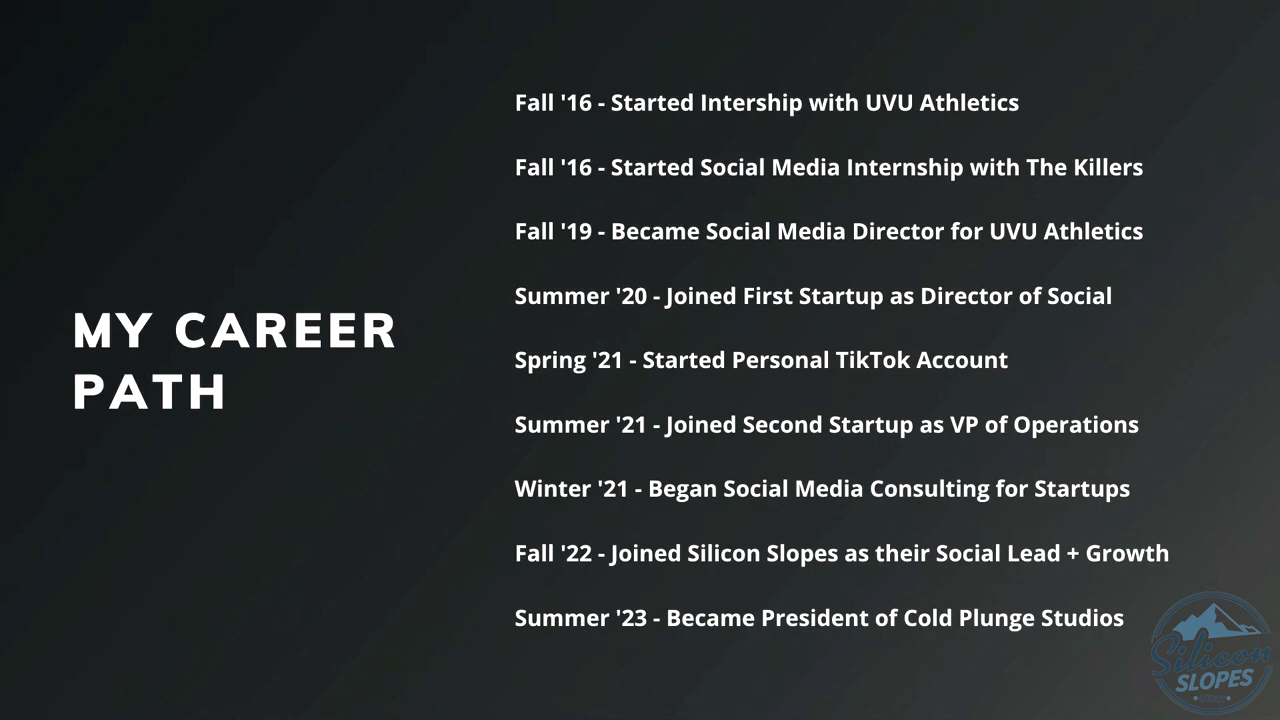 MY CAREER
PATH
Fall '16 - Started Intership with UVU Athletics
Fall '16 - Started Social Media Internship with The Killers
Fall '19 - Became Social Media Director for UVU Athletics
Summer '20 - Joined First Startup as Director of Social
Spring '21 - Started Personal TikTok Account
Summer '21 - Joined Second Startup as VP of Operations
Winter '21 - Began Social Media Consulting for Startups
Fall '22 - Joined Silicon Slopes as their Social Lead + Growth
Summer '23 - Became President of Cold Plunge Studios
Silicon
SLOPES